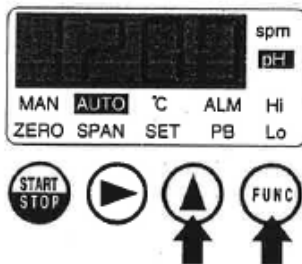 spm
pH
MAN AUTO °C ALM Hi
ZERO SPAN SET PB Lo
START
STOP
FUNC